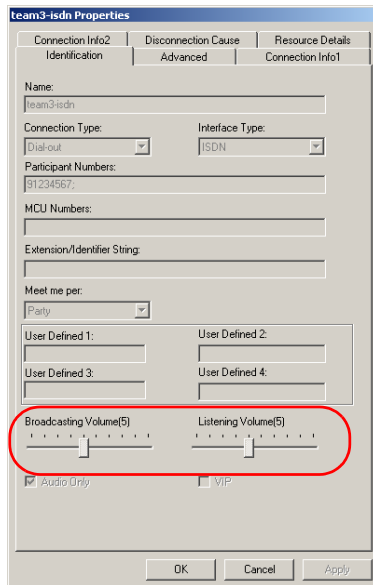 team3-isdn Properties
Connection Info2 Disconnection Cause Resource Details
Identification Advanced Connection Info1
Name:
team3-isdn
Connection Type: Interface Type:
Dial-out ISDN
Participant Numbers:
91234567;
MCU Numbers:
Extension/Identifier String:
Meet me per:
Party
User Defined 1: User Defined 2:
User Defined 3: User Defined 4:
Broadcasting Volume(5) Listening Volume(5)
Audio Only VIP
OK Cancel Apply